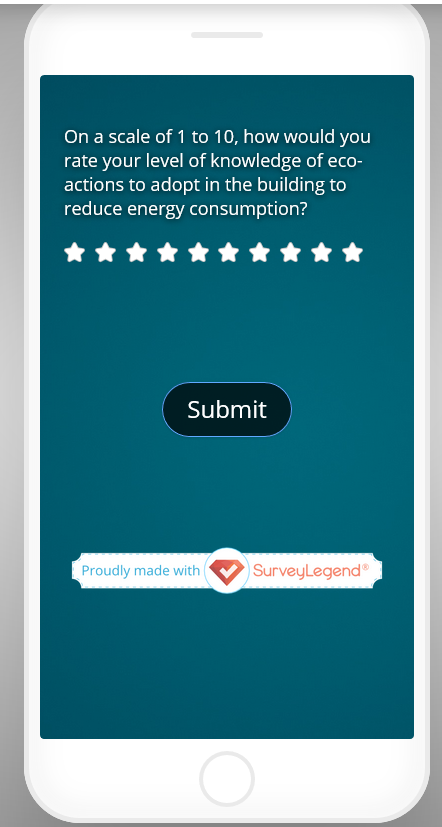 On a scale of 1 to 10, how would you
rate your level of knowledge of eco-
actions to adopt in the building to
reduce energy consumption?
Submit
Proudly made with SurveyLegend®